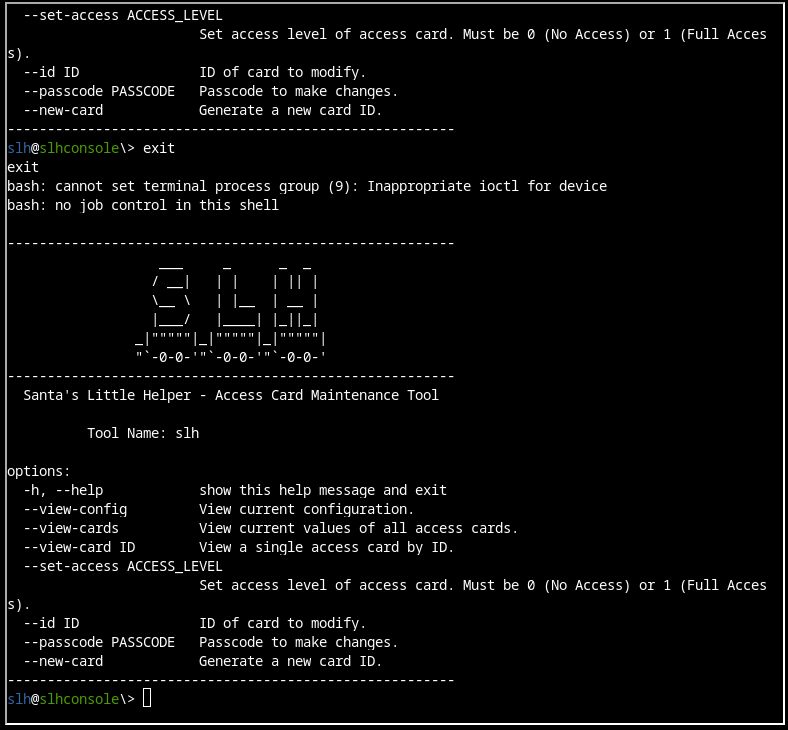 --set-access ACCESS_LEVEL
                        Set access level of access card. Must be 0 (No Access) or 1 (Full Acces
s).
  --id ID               ID of card to modify.
  --passcode PASSCODE   Passcode to make changes.
  --new-card            Generate a new card ID.
--------------------------------------------------------
slh@slhconsole\> exit
exit
bash: cannot set terminal process group (9): Inappropriate ioctl for device
bash: no job control in this shell

--------------------------------------------------------
                   ___     _      _  _
                  / __|   | |    | || |
                  \__ \   | |__  | __ |
                  |___/   |____| |_||_|
                _|"""""|_|"""""|_|"""""|
                "`-0-0-'"`-0-0-'"`-0-0-'
--------------------------------------------------------
  Santa's Little Helper - Access Card Maintenance Tool

          Tool Name: slh

options:
  -h, --help            show this help message and exit
  --view-config         View current configuration.
  --view-cards          View current values of all access cards.
  --view-card ID        View a single access card by ID.
  --set-access ACCESS_LEVEL
                        Set access level of access card. Must be 0 (No Access) or 1 (Full Acces
s).
  --id ID               ID of card to modify.
  --passcode PASSCODE   Passcode to make changes.
  --new-card            Generate a new card ID.
--------------------------------------------------------
slh@slhconsole\>